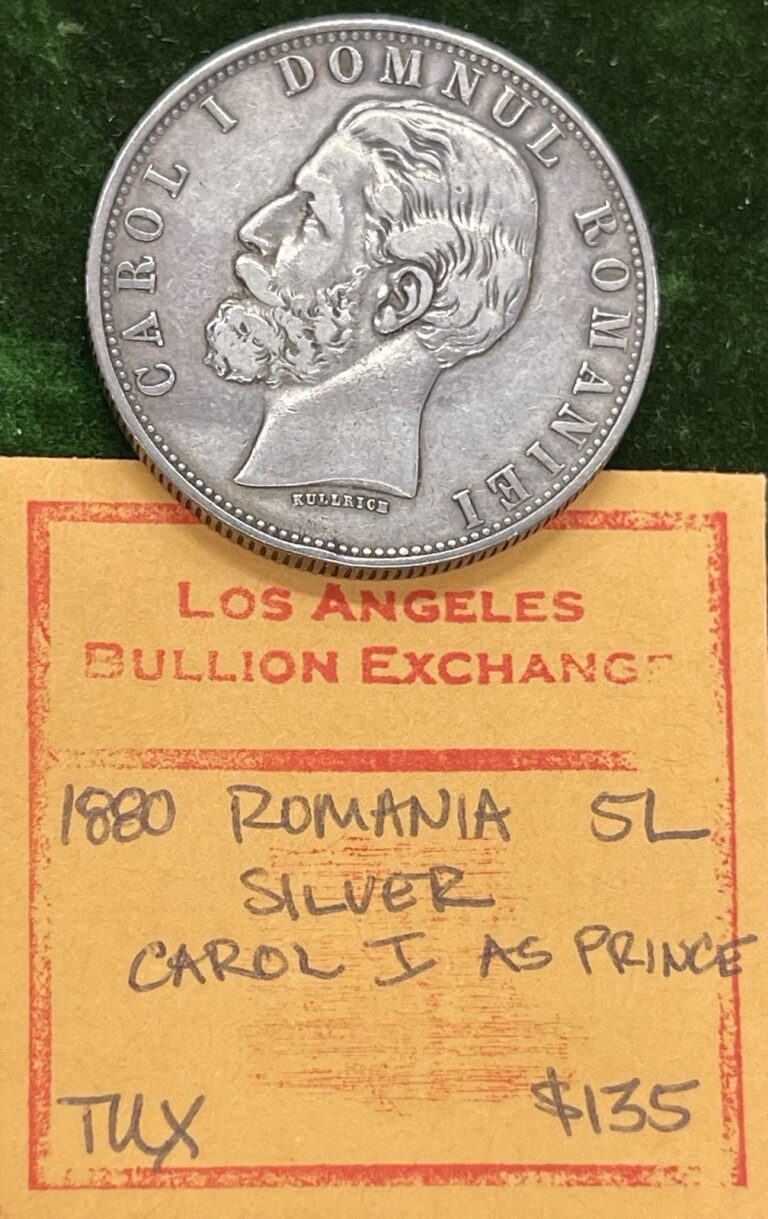 CAROL I DOMNUL ROMANIEI
KULLRICH
LOS ANGELES
BULLION EXCHANGE
1880 ROMANIA 5L
SILVER
CAROL I AS PRINCE
TUX $135